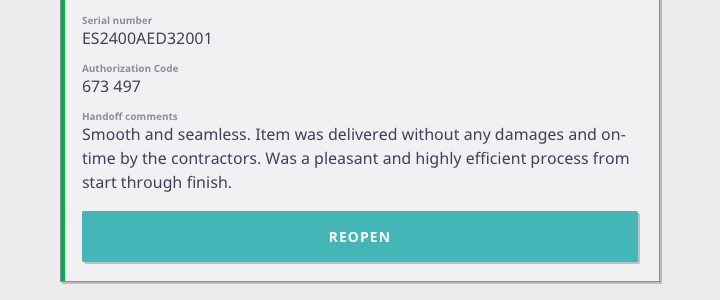 Serial number
ES2400AED32001
Authorization Code
673 497
Handoff comments
Smooth and seamless. Item was delivered without any damages and on-
time by the contractors. Was a pleasant and highly efficient process from
start through finish.
REOPEN